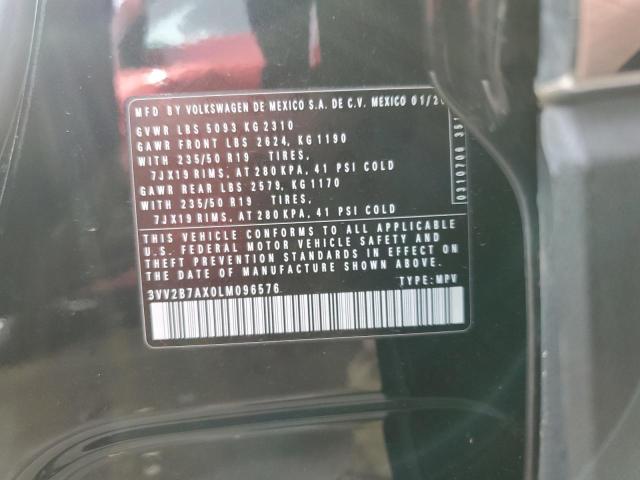 MFD BY VOLKSWAGEN DE MEXICO S.A. DE C.V. MEXICO 01/2
GVWR LBS 5093 KG 2310
GAWR FRONT LBS 2624, KG 1190
WITH 235/50 R19 TIRES,
7JX19 RIMS, AT 280 KPA, 41 PSI COLD
GAWR REAR LBS 2579, KG 1170
WITH 235/50 R19 TIRES,
7JX19 RIMS, AT 280 KPA, 41 PSI COLD
THIS VEHICLE CONFORMS TO ALL APPLICABLE
U.S. FEDERAL MOTOR VEHICLE SAFETY AND
THEFT PREVENTION STANDARDS IN EFFECT ON
THE DATE OF MANUFACTURE SHOWN ABOVE.
3VV2B7AX0LM096576 TYPE: MPV
0310700 351